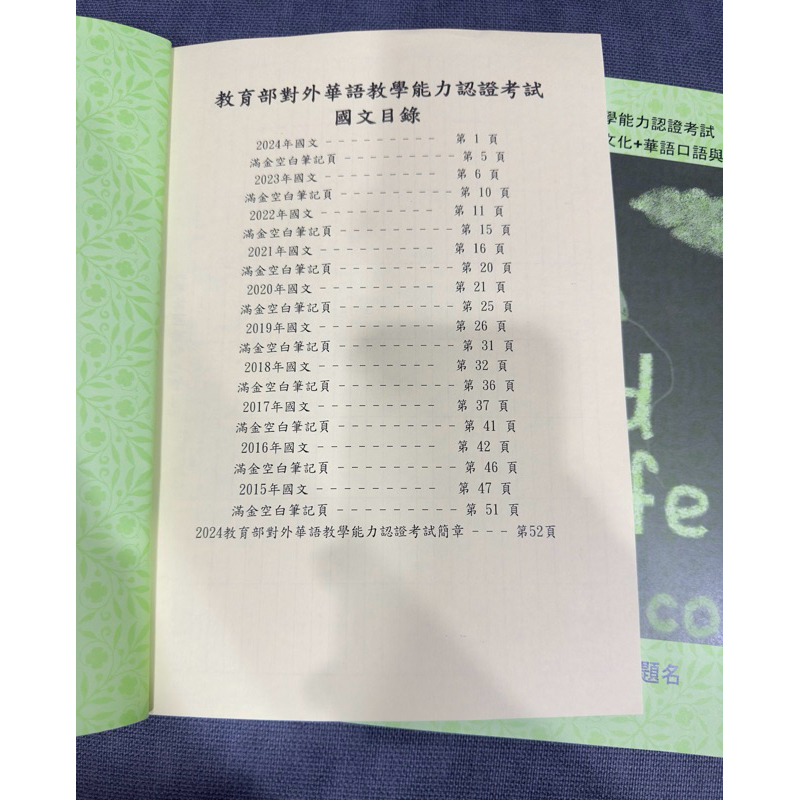 教育部對外華語教學能力認證考試
國文目錄
2024年國文 - - - - - - - - - 第 1 頁
滿金空白筆記頁 - - - - - - - - - 第 5 頁
2023年國文 - - - - - - - - - 第 6 頁
滿金空白筆記頁 - - - - - - - - - 第 10 頁
2022年國文 - - - - - - - - - 第 11 頁
滿金空白筆記頁 - - - - - - - - - 第 15 頁
2021年國文 - - - - - - - - - 第 16 頁
滿金空白筆記頁 - - - - - - - - - 第 20 頁
2020年國文 - - - - - - - - - 第 21 頁
滿金空白筆記頁 - - - - - - - - - 第 25 頁
2019年國文 - - - - - - - - - 第 26 頁
滿金空白筆記頁 - - - - - - - - - 第 31 頁
2018年國文 - - - - - - - - - 第 32 頁
滿金空白筆記頁 - - - - - - - - - 第 36 頁
2017年國文 - - - - - - - - - 第 37 頁
滿金空白筆記頁 - - - - - - - - - 第 41 頁
2016年國文 - - - - - - - - - 第 42 頁
滿金空白筆記頁 - - - - - - - - - 第 46 頁
2015年國文 - - - - - - - - - 第 47 頁
滿金空白筆記頁 - - - - - - - - - 第 51 頁
2024教育部對外華語教學能力認證考試簡章 - - - 第52頁
學能力認證考試
文化+華語口語與
fe
co
題名